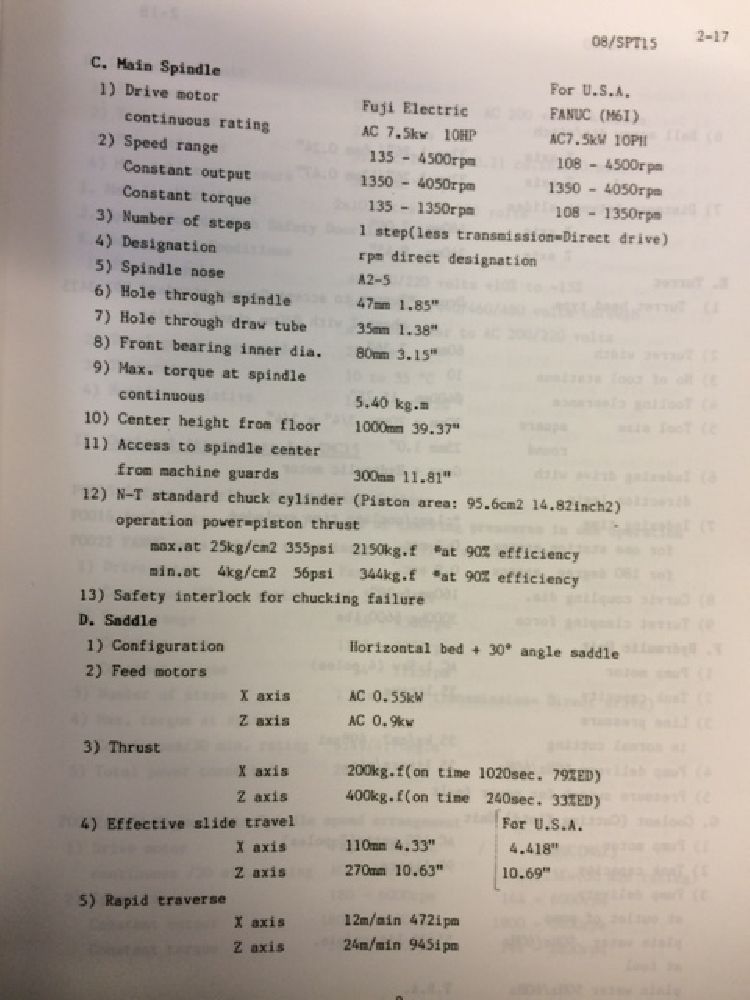 08/SPT15 2-17
C. Main Spindle
For U.S.A.
1) Drive motor Fuji Electric FANUC (M6I)
continuous rating AC 7.5kw 10HP AC7.5kW 10PH
2) Speed range 135 - 4500rpm 108 - 4500rpm
Constant output 1350 - 4050rpm 1350 - 4050rpm
Constant torque 135 - 1350rpm 108 - 1350rpm
3) Number of steps 1 step(less transmission=Direct drive)
4) Designation rpm direct designation
5) Spindle nose A2-5
6) Hole through spindle 47mm 1.85"
7) Hole through draw tube 35mm 1.38"
8) Front bearing inner dia. 80mm 3.15"
9) Max. torque at spindle
continuous 5.40 kg.m
10) Center height from floor 1000mm 39.37"
11) Access to spindle center
from machine guards 300mm 11.81"
12) N-T standard chuck cylinder (Piston area: 95.6cm2 14.82inch2)
operation power=piston thrust
max.at 25kg/cm2 355psi 2150kg.f *at 90% efficiency
min.at 4kg/cm2 56psi 344kg.f *at 90% efficiency
13) Safety interlock for chucking failure
D. Saddle
1) Configuration Horizontal bed + 30° angle saddle
2) Feed motors
X axis AC 0.55kW
Z axis AC 0.9kw
3) Thrust
X axis 200kg.f(on time 1020sec. 79%ED)
Z axis 400kg.f(on time 240sec. 33%ED)
4) Effective slide travel For U.S.A.
X axis 110mm 4.33" 4.418"
Z axis 270mm 10.63" 10.69"
5) Rapid traverse
X axis 12m/min 472ipm
Z axis 24m/min 945ipm